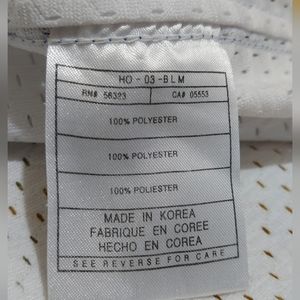 HO - 03 - BLM
RN# 56323 CA# 05553
100% POLYESTER
100% POLYESTER
100% POLIESTER
MADE IN KOREA
FABRIQUE EN COREE
HECHO EN COREA
SEE REVERSE FOR CARE